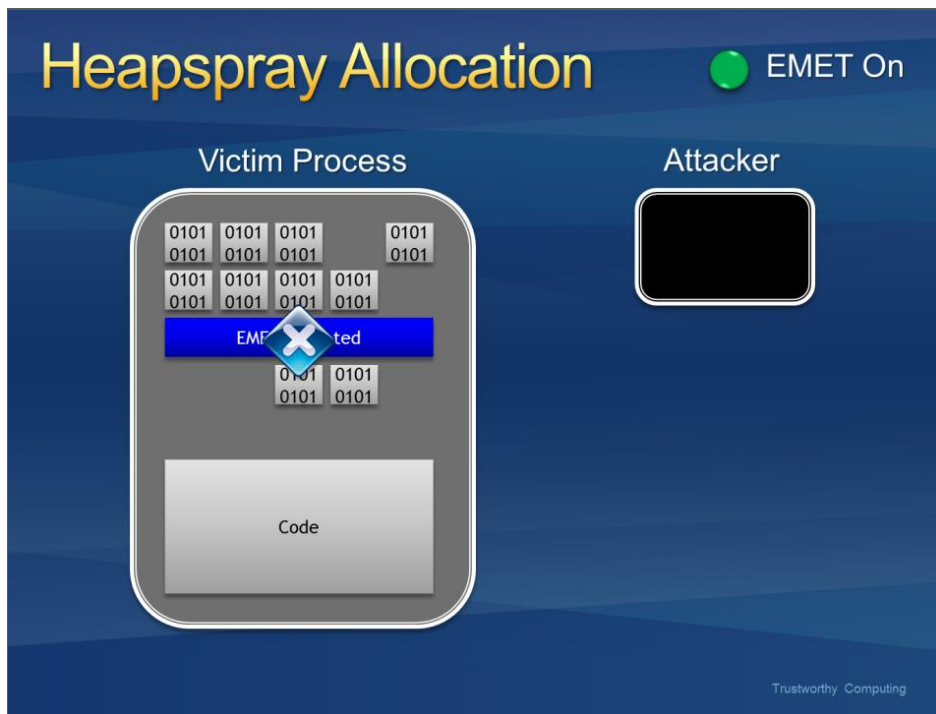 Heapspray Allocation
EMET On
Victim Process
Attacker
0101 0101 0101 0101
0101 0101 0101 0101
0101 0101 0101 0101
0101 0101 0101 0101
0101
0101 0101
Code
Trustworthy Computing